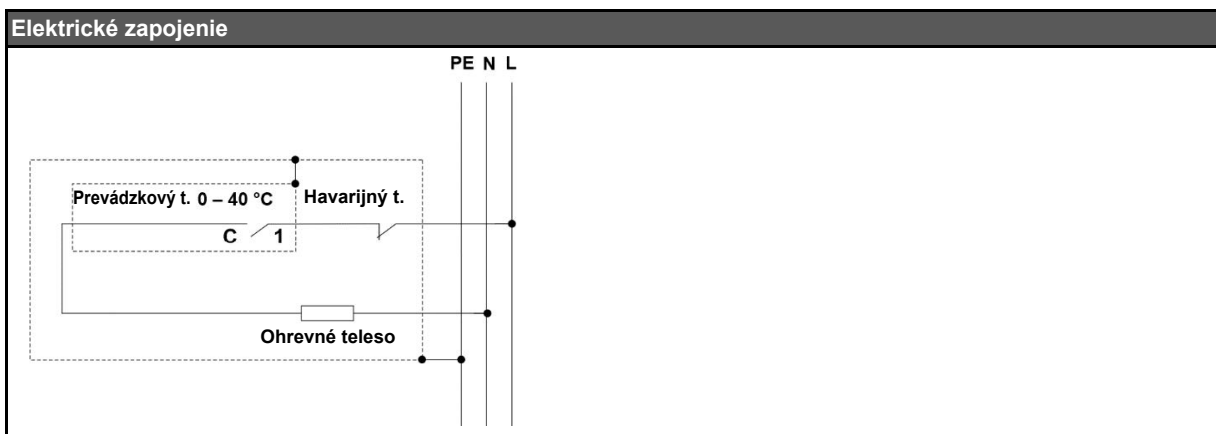 Elektrické zapojenie
PE N L
Prevádzkový t. 0 – 40 °C Havarijný t.
C 1
Ohrevné teleso